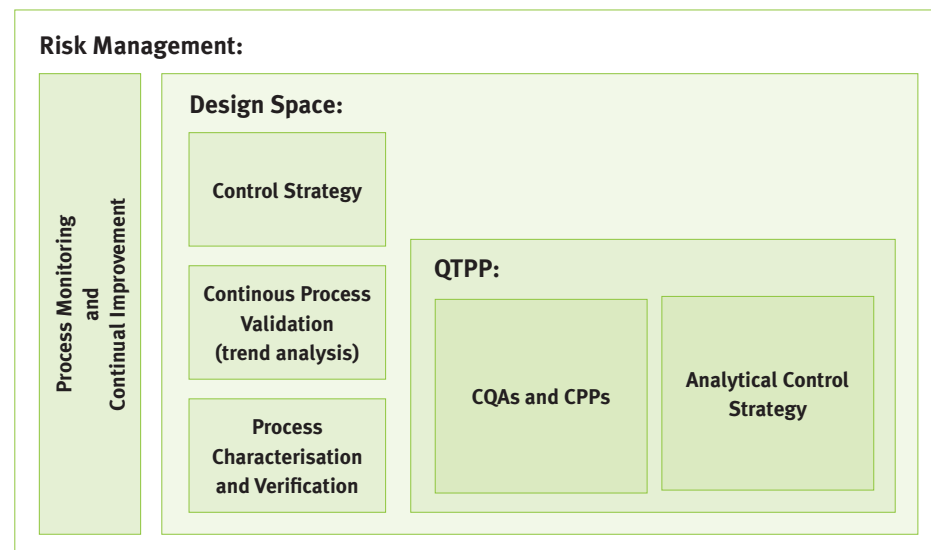 Risk Management:
Process Monitoring
and
Continual Improvement
Design Space:
Control Strategy
Continous Process
Validation
(trend analysis)
Process
Characterisation
and Verification
QTPP:
CQAs and CPPs
Analytical Control
Strategy